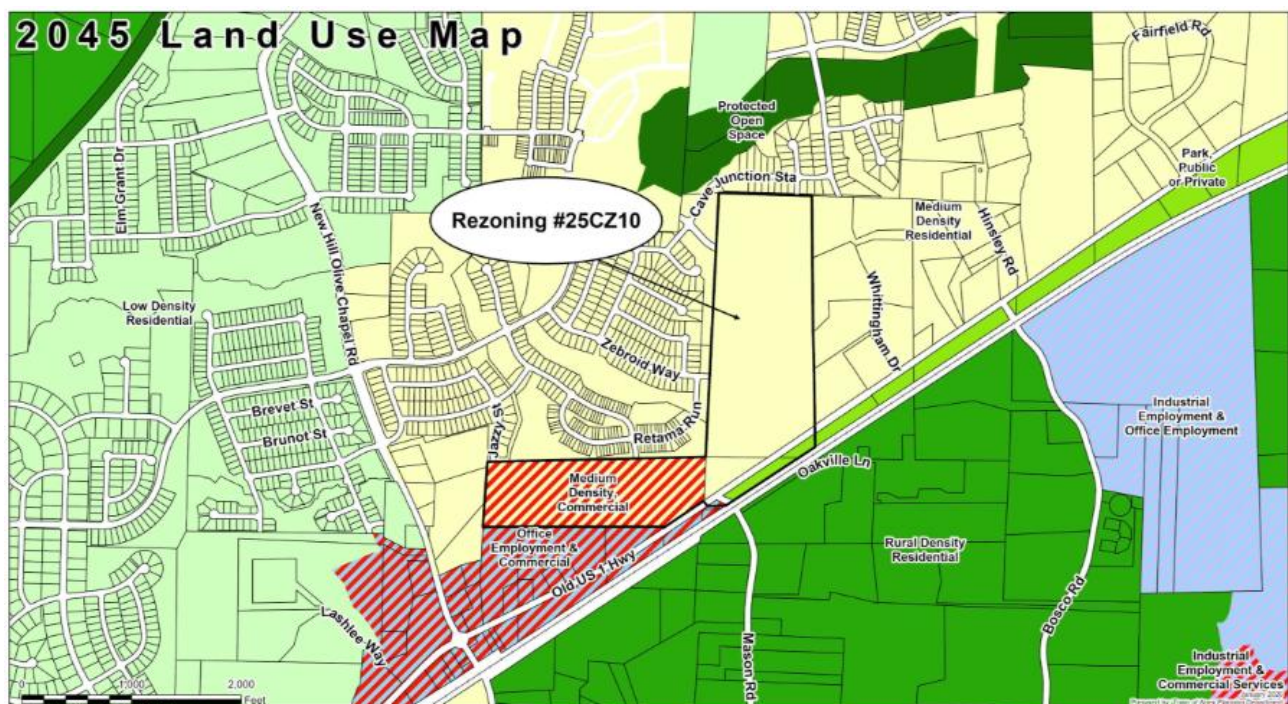 2045 Land Use Map
Fairfield Rd
Protected
Open
Space
Park,
Public
or Private
Elm Grant Dr
Cave Junction Sta
Rezoning #25CZ10
New Hill Olive Chapel Rd
Medium
Density
Residential
Hinsley Rd
Low Density
Residential
Whittingham Dr
Zebroid Way
Brevet St
Brunot St
Jazzy St
Retama Run
Industrial
Employment &
Office Employment
Medium
Density,
Commercial
Oakville Ln
Office
Employment &
Commercial
Old US 1 Hwy
Rural Density
Residential
Bosco Rd
Lashlee Way
Mason Rd
Industrial
Employment &
Commercial Services
0 1,000 2,000
Feet